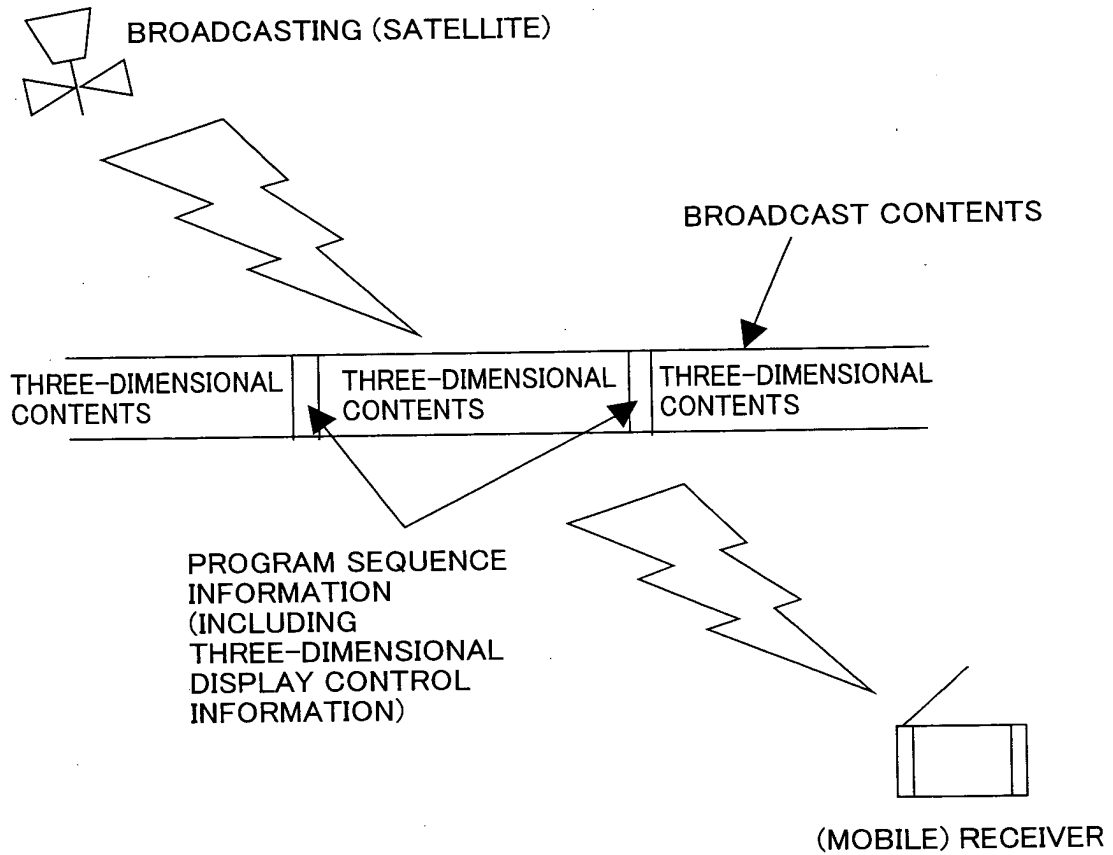 BROADCASTING (SATELLITE)
BROADCAST CONTENTS
THREE-DIMENSIONAL
CONTENTS
THREE-DIMENSIONAL
CONTENTS
THREE-DIMENSIONAL
CONTENTS
PROGRAM SEQUENCE
INFORMATION
(INCLUDING
THREE-DIMENSIONAL
DISPLAY CONTROL
INFORMATION)
(MOBILE) RECEIVER